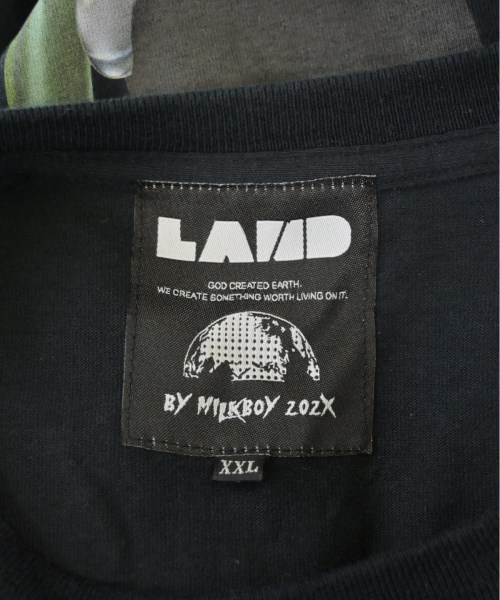 LAND
GOD CREATED EARTH.
WE CREATE SOMETHING WORTH LIVING ON IT.
BY MILKBOY 202X
XXL